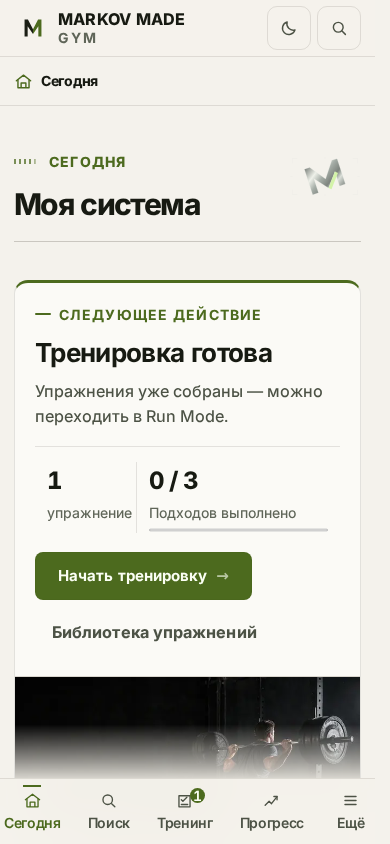 MARKOV MADE
GYM
Сегодня
СЕГОДНЯ
Моя система
СЛЕДУЮЩЕЕ ДЕЙСТВИЕ
Тренировка готова
Упражнения уже собраны — можно
переходить в Run Mode.
1
упражнение
0 / 3
Подходов выполнено
Начать тренировку →
Библиотека упражнений
1
Сегодня
Поиск
Тренинг
Прогресс
Ещё